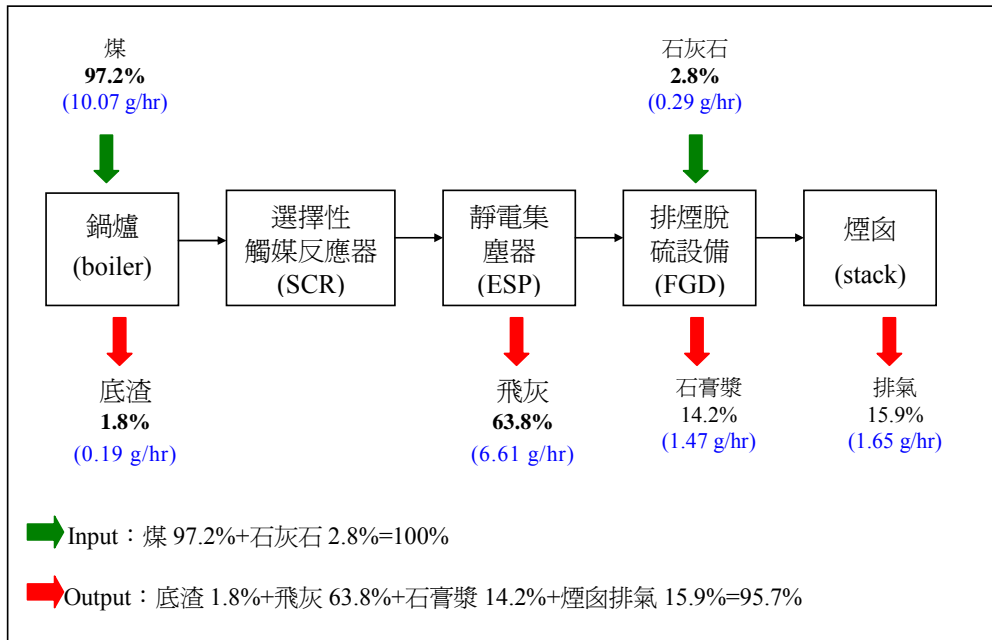 煤
97.2%
(10.07 g/hr)
石灰石
2.8%
(0.29 g/hr)
鍋爐
(boiler)
選擇性
觸媒反應器
(SCR)
靜電集
塵器
(ESP)
排煙脫
硫設備
(FGD)
煙囪
(stack)
底渣
1.8%
(0.19 g/hr)
飛灰
63.8%
(6.61 g/hr)
石膏漿
14.2%
(1.47 g/hr)
排氣
15.9%
(1.65 g/hr)
Input：煤 97.2%+石灰石 2.8%=100%
Output：底渣 1.8%+飛灰 63.8%+石膏漿 14.2%+煙囪排氣 15.9%=95.7%